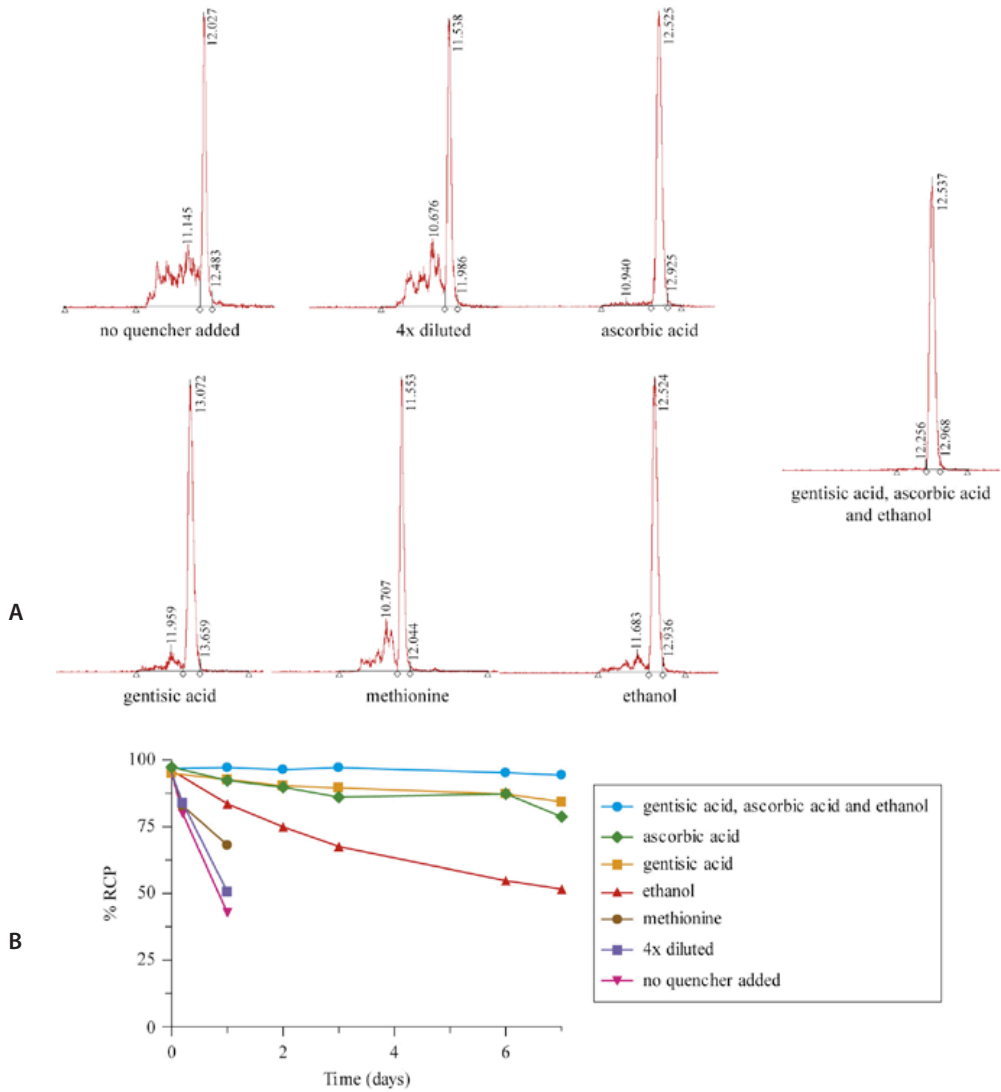 12.027
11.145
12.483
no quencher added
11.538
10.676
11.986
4x diluted
12.525
10.940
12.925
ascorbic acid
12.537
12.256
12.968
gentisic acid, ascorbic acid
and ethanol
A
13.072
11.959
13.659
gentisic acid
11.553
10.707
12.044
methionine
12.524
11.683
12.936
ethanol
B
% RCP
100
75
50
25
0
0
2
4
6
Time (days)
gentisic acid, ascorbic acid and ethanol
ascorbic acid
gentisic acid
ethanol
methionine
4x diluted
no quencher added